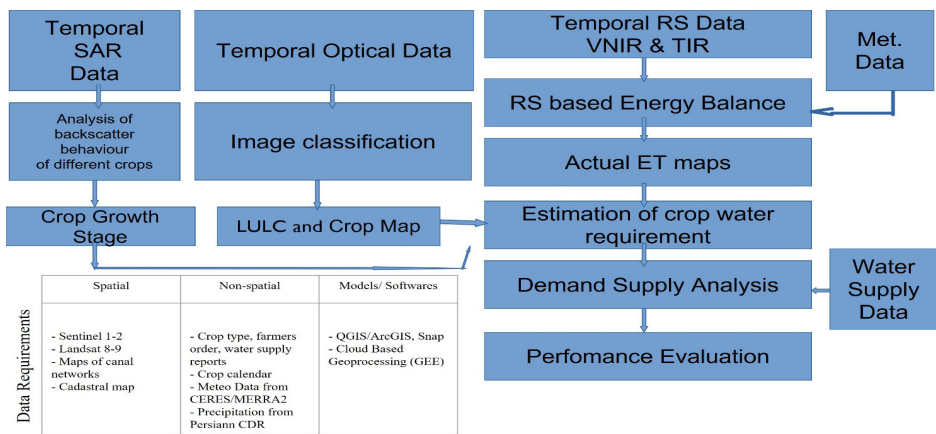 Temporal
SAR
Data
Analysis of
backscatter
behaviour
of different crops
Crop Growth
Stage
Temporal Optical Data
Image classification
LULC and Crop Map
Temporal RS Data
VNIR & TIR
Met.
Data
RS based Energy Balance
Actual ET maps
Estimation of crop water
requirement
Demand Supply Analysis
Water
Supply
Data
Perfomance Evaluation
Data Requirements
Spatial
- Sentinel 1-2
- Landsat 8-9
- Maps of canal
networks
- Cadastral map
Non-spatial
- Crop type, farmers
order, water supply
reports
- Crop calendar
- Meteo Data from
CERES/MERRA2
- Precipitation from
Persiann CDR
Models/ Softwares
- QGIS/ArcGIS, Snap
- Cloud Based
Geoprocessing (GEE)